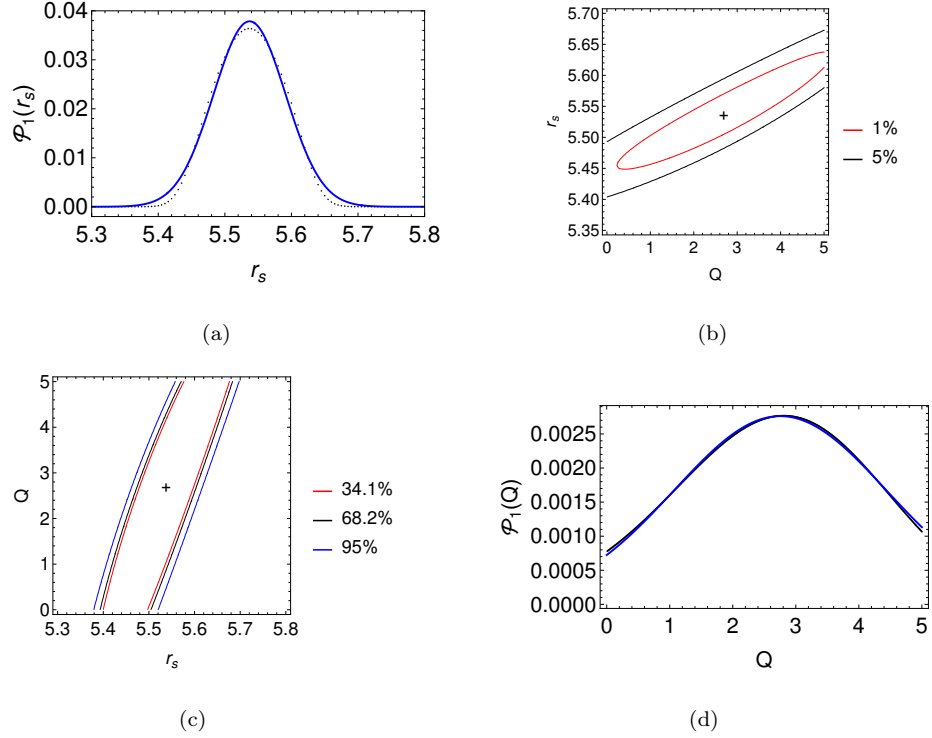 0.04
0.03
0.02
0.01
0.00
𝒫₁(rₛ)
5.3 5.4 5.5 5.6 5.7 5.8
rₛ
(a)
5.70
5.65
5.60
5.55
5.50
5.45
5.40
5.35
rₛ
0 1 2 3 4 5
Q
1%
5%
(b)
5
4
3
2
1
0
Q
5.3 5.4 5.5 5.6 5.7 5.8
rₛ
34.1%
68.2%
95%
(c)
0.0025
0.0020
0.0015
0.0010
0.0005
0.0000
𝒫₁(Q)
0 1 2 3 4 5
Q
(d)